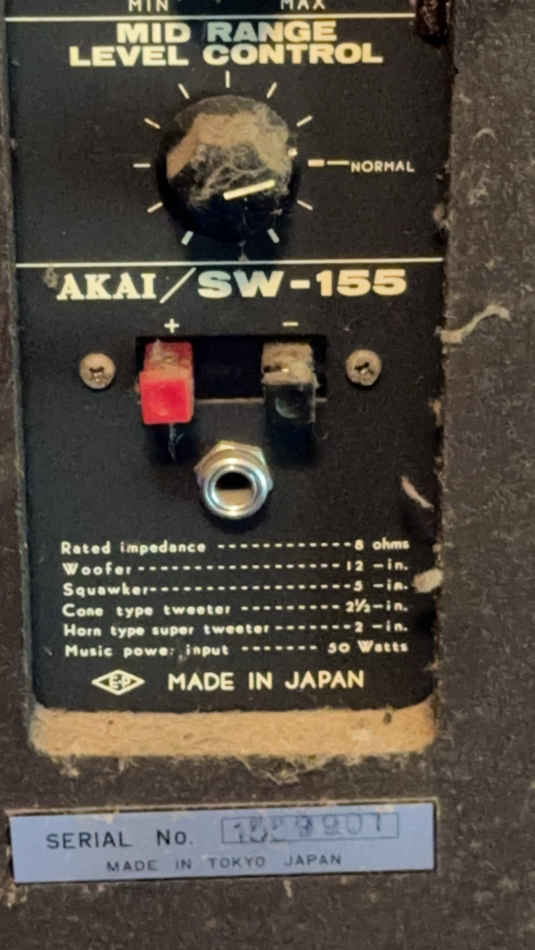 MIN MAX
MID RANGE
LEVEL CONTROL
NORMAL
AKAI/SW-155
+ −
Rated impedance ------------8 ohms
Woofer--------------------12 -in.
Squawker-------------------5 -in.
Cone type tweeter ---------2½-in.
Horn type super tweeter-------2 -in.
Music power input ------- 50 Watts
E-P MADE IN JAPAN
SERIAL No.
MADE IN TOKYO JAPAN